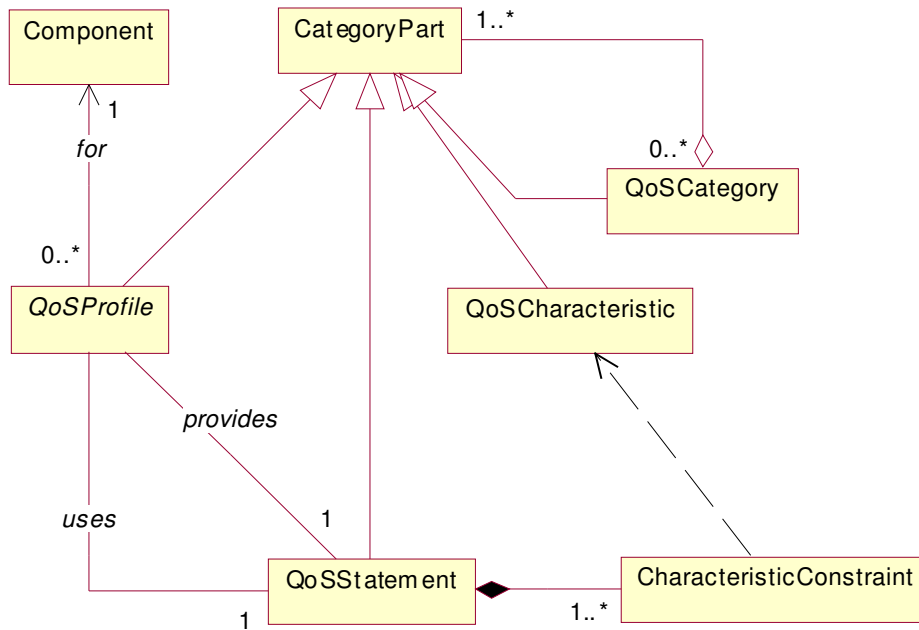 Component
CategoryPart
1..*
1
for
0..*
QoSCategory
0..*
QoSProfile
QoSCharacteristic
provides
uses
1
QoSStatement
CharacteristicConstraint
1
1..*